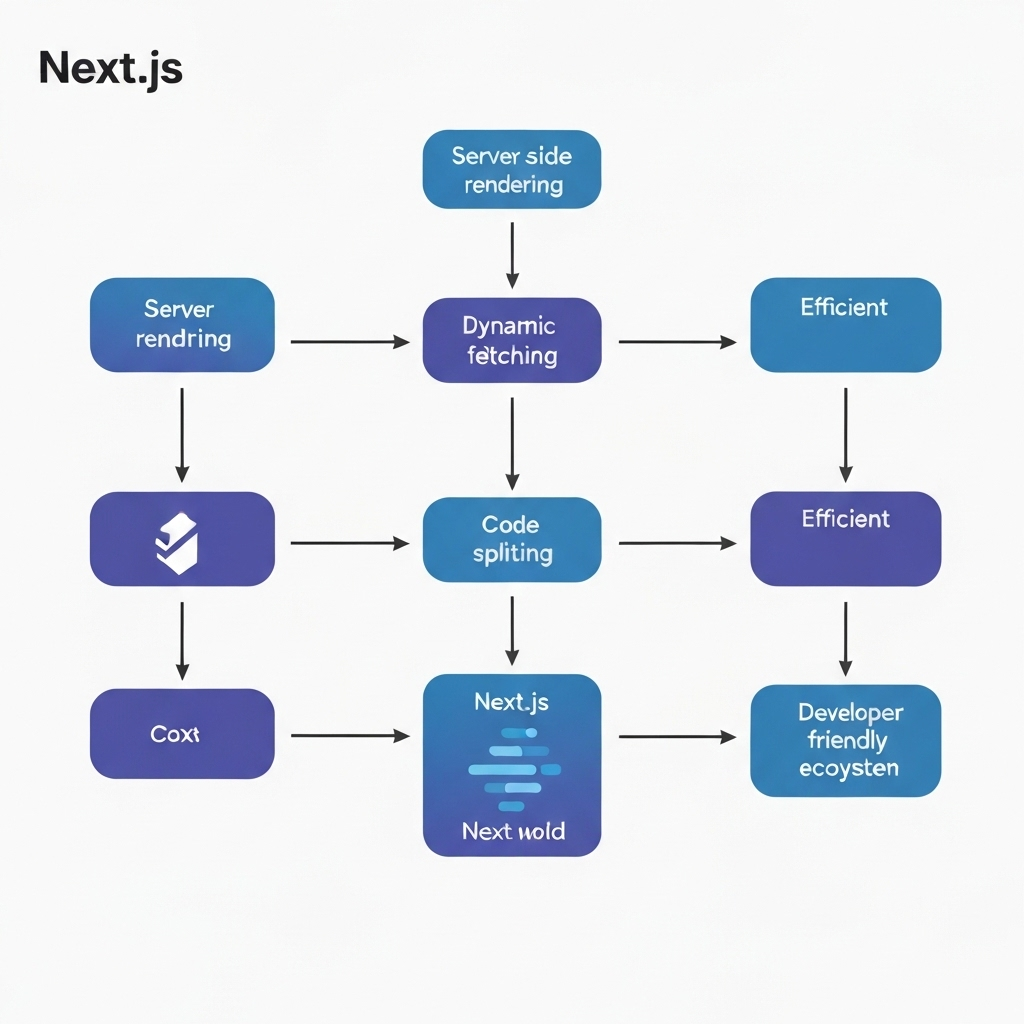 Next.js
Server side
rendering
Server
rendring
Dynamic
fetching
Efficient
Code
spliting
Efficient
Coxt
Next.js
Next wold
Developer
friendly
ecoysten